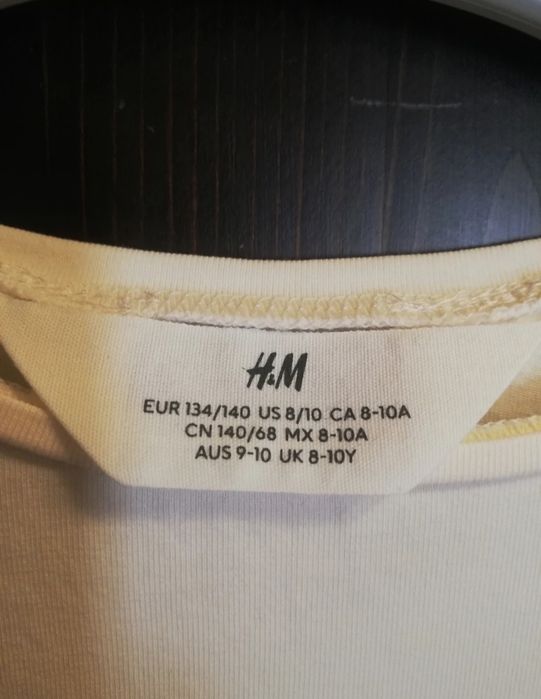 H&M
EUR 134/140 US 8/10 CA 8-10A
CN 140/68 MX 8-10A
AUS 9-10 UK 8-10Y